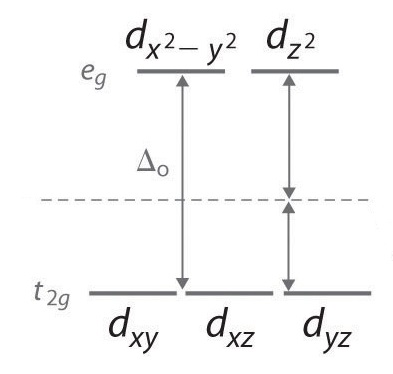 dx² − y² dz²
eg
Δo
t2g
dxy dxz dyz